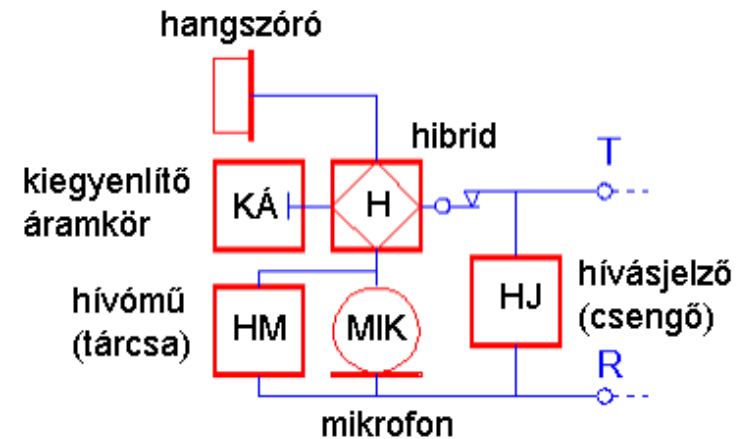 hangszóró
hibrid
T
kiegyenlítő
áramkör
KÁ
H
hívómű
(tárcsa)
HM
MIK
HJ
hívásjelző
(csengő)
R
mikrofon